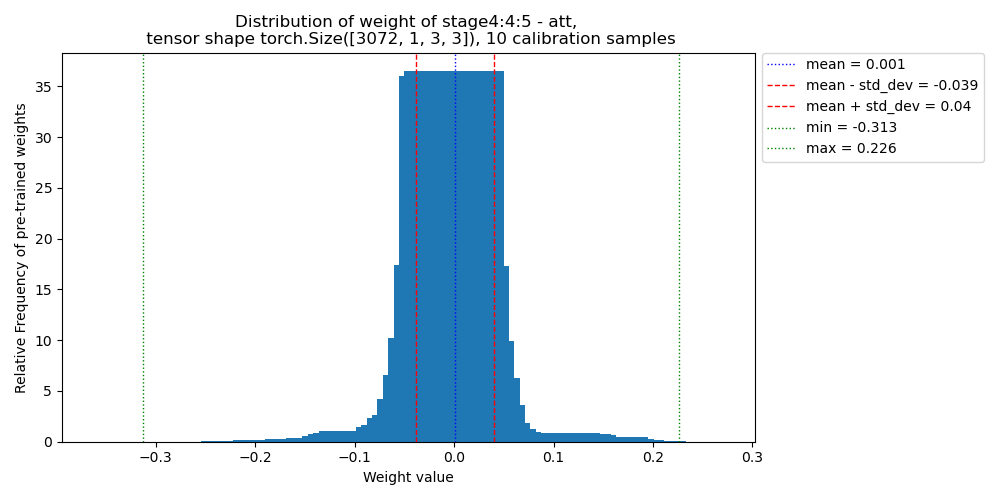 Distribution of weight of stage4:4:5 - att,
tensor shape torch.Size([3072, 1, 3, 3]), 10 calibration samples
Relative Frequency of pre-trained weights
35
30
25
20
15
10
5
0
−0.3 −0.2 −0.1 0.0 0.1 0.2 0.3
Weight value
mean = 0.001
mean - std_dev = -0.039
mean + std_dev = 0.04
min = -0.313
max = 0.226